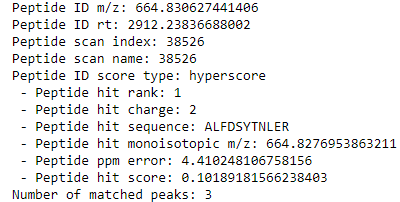 Peptide ID m/z: 664.830627441406
Peptide ID rt: 2912.23836688002
Peptide scan index: 38526
Peptide scan name: 38526
Peptide ID score type: hyperscore
- Peptide hit rank: 1
- Peptide hit charge: 2
- Peptide hit sequence: ALFDSYTNLER
- Peptide hit monoisotopic m/z: 664.8276953863211
- Peptide ppm error: 4.410248106758156
- Peptide hit score: 0.10189181566238403
Number of matched peaks: 3